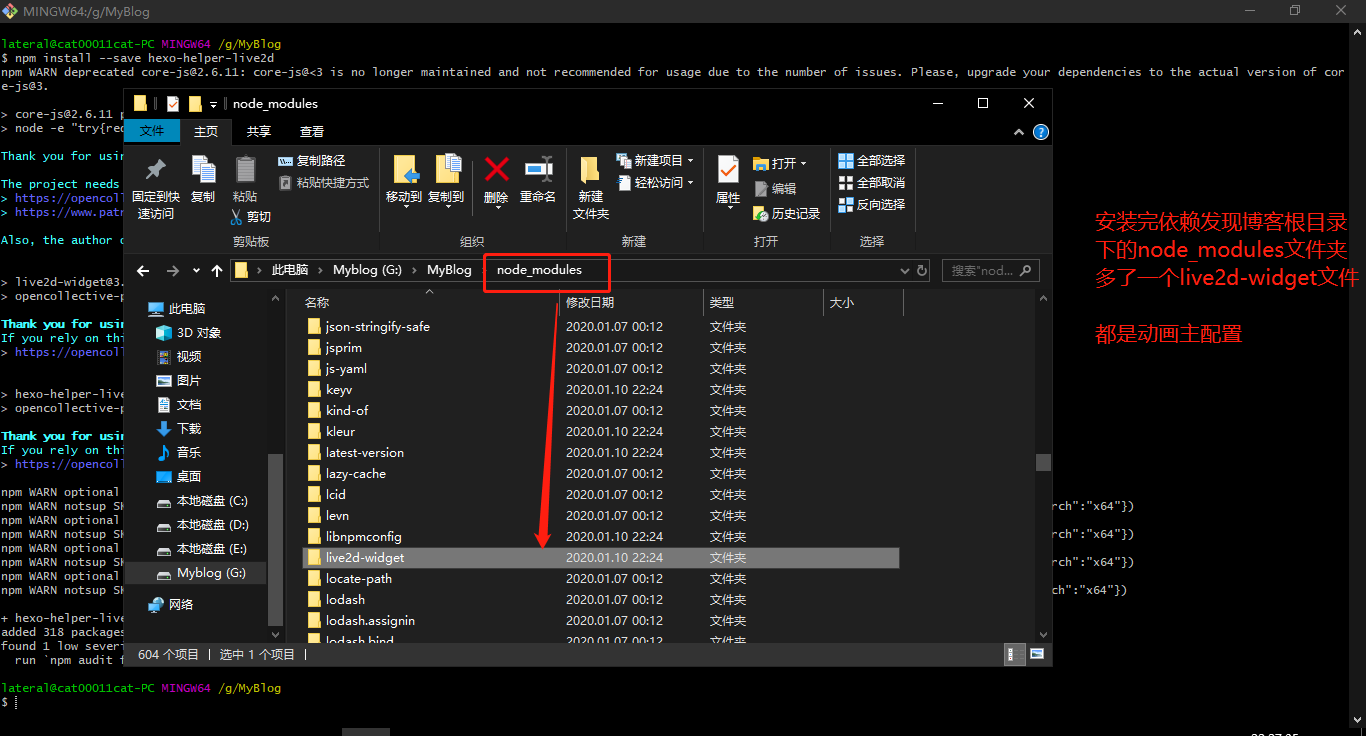 MINGW64:/g/MyBlog
lateral@cat00011cat-PC MINGW64 /g/MyBlog
$ npm install --save hexo-helper-live2d
npm WARN deprecated core-js@2.6.11: core-js@<3 is no longer maintained and not recommended for usage due to the number of issues. Please, upgrade your dependencies to the actual version of cor
e-js@3.
> core-js@2.6.11 p
> node -e "try{req
Thank you for usin
The project needs
> https://opencoll
> https://www.patr
Also, the author o
> live2d-widget@3.
> opencollective-p
Thank you for usin
If you rely on thi
> https://opencoll
> hexo-helper-live
> opencollective-p
Thank you for usin
If you rely on thi
> https://opencoll
npm WARN optional
npm WARN notsup SK rch":"x64"})
npm WARN optional
npm WARN notsup SK rch":"x64"})
npm WARN optional
npm WARN notsup SK rch":"x64"})
npm WARN optional
npm WARN notsup SK ch":"x64"})
+ hexo-helper-live
added 318 packages
found 1 low severi
run `npm audit f
lateral@cat00011cat-PC MINGW64 /g/MyBlog
$
node_modules
文件 主页 共享 查看
固定到快
速访问
复制
粘贴
复制路径
粘贴快捷方式
剪切
剪贴板
移动到 复制到 删除 重命名
组织
新建
文件夹
新建项目
轻松访问
新建
属性
打开
编辑
历史记录
打开
全部选择
全部取消
反向选择
选择
此电脑 Myblog (G:) MyBlog node_modules
搜索"nod...
此电脑
3D 对象
视频
图片
文档
下载
音乐
桌面
本地磁盘 (C:)
本地磁盘 (D:)
本地磁盘 (E:)
Myblog (G:)
网络
名称 修改日期 类型 大小
json-stringify-safe 2020.01.07 00:12 文件夹
jsprim 2020.01.07 00:12 文件夹
js-yaml 2020.01.07 00:12 文件夹
keyv 2020.01.10 22:24 文件夹
kind-of 2020.01.07 00:12 文件夹
kleur 2020.01.10 22:24 文件夹
latest-version 2020.01.10 22:24 文件夹
lazy-cache 2020.01.07 00:12 文件夹
lcid 2020.01.07 00:12 文件夹
levn 2020.01.07 00:12 文件夹
libnpmconfig 2020.01.10 22:24 文件夹
live2d-widget 2020.01.10 22:24 文件夹
locate-path 2020.01.07 00:12 文件夹
lodash 2020.01.07 00:12 文件夹
lodash.assignin 2020.01.07 00:12 文件夹
lodash.bind 2020.01.07 00:12 文件夹
604 个项目 选中 1 个项目
安装完依赖发现博客根目录
下的node_modules文件夹
多了一个live2d-widget文件
都是动画主配置